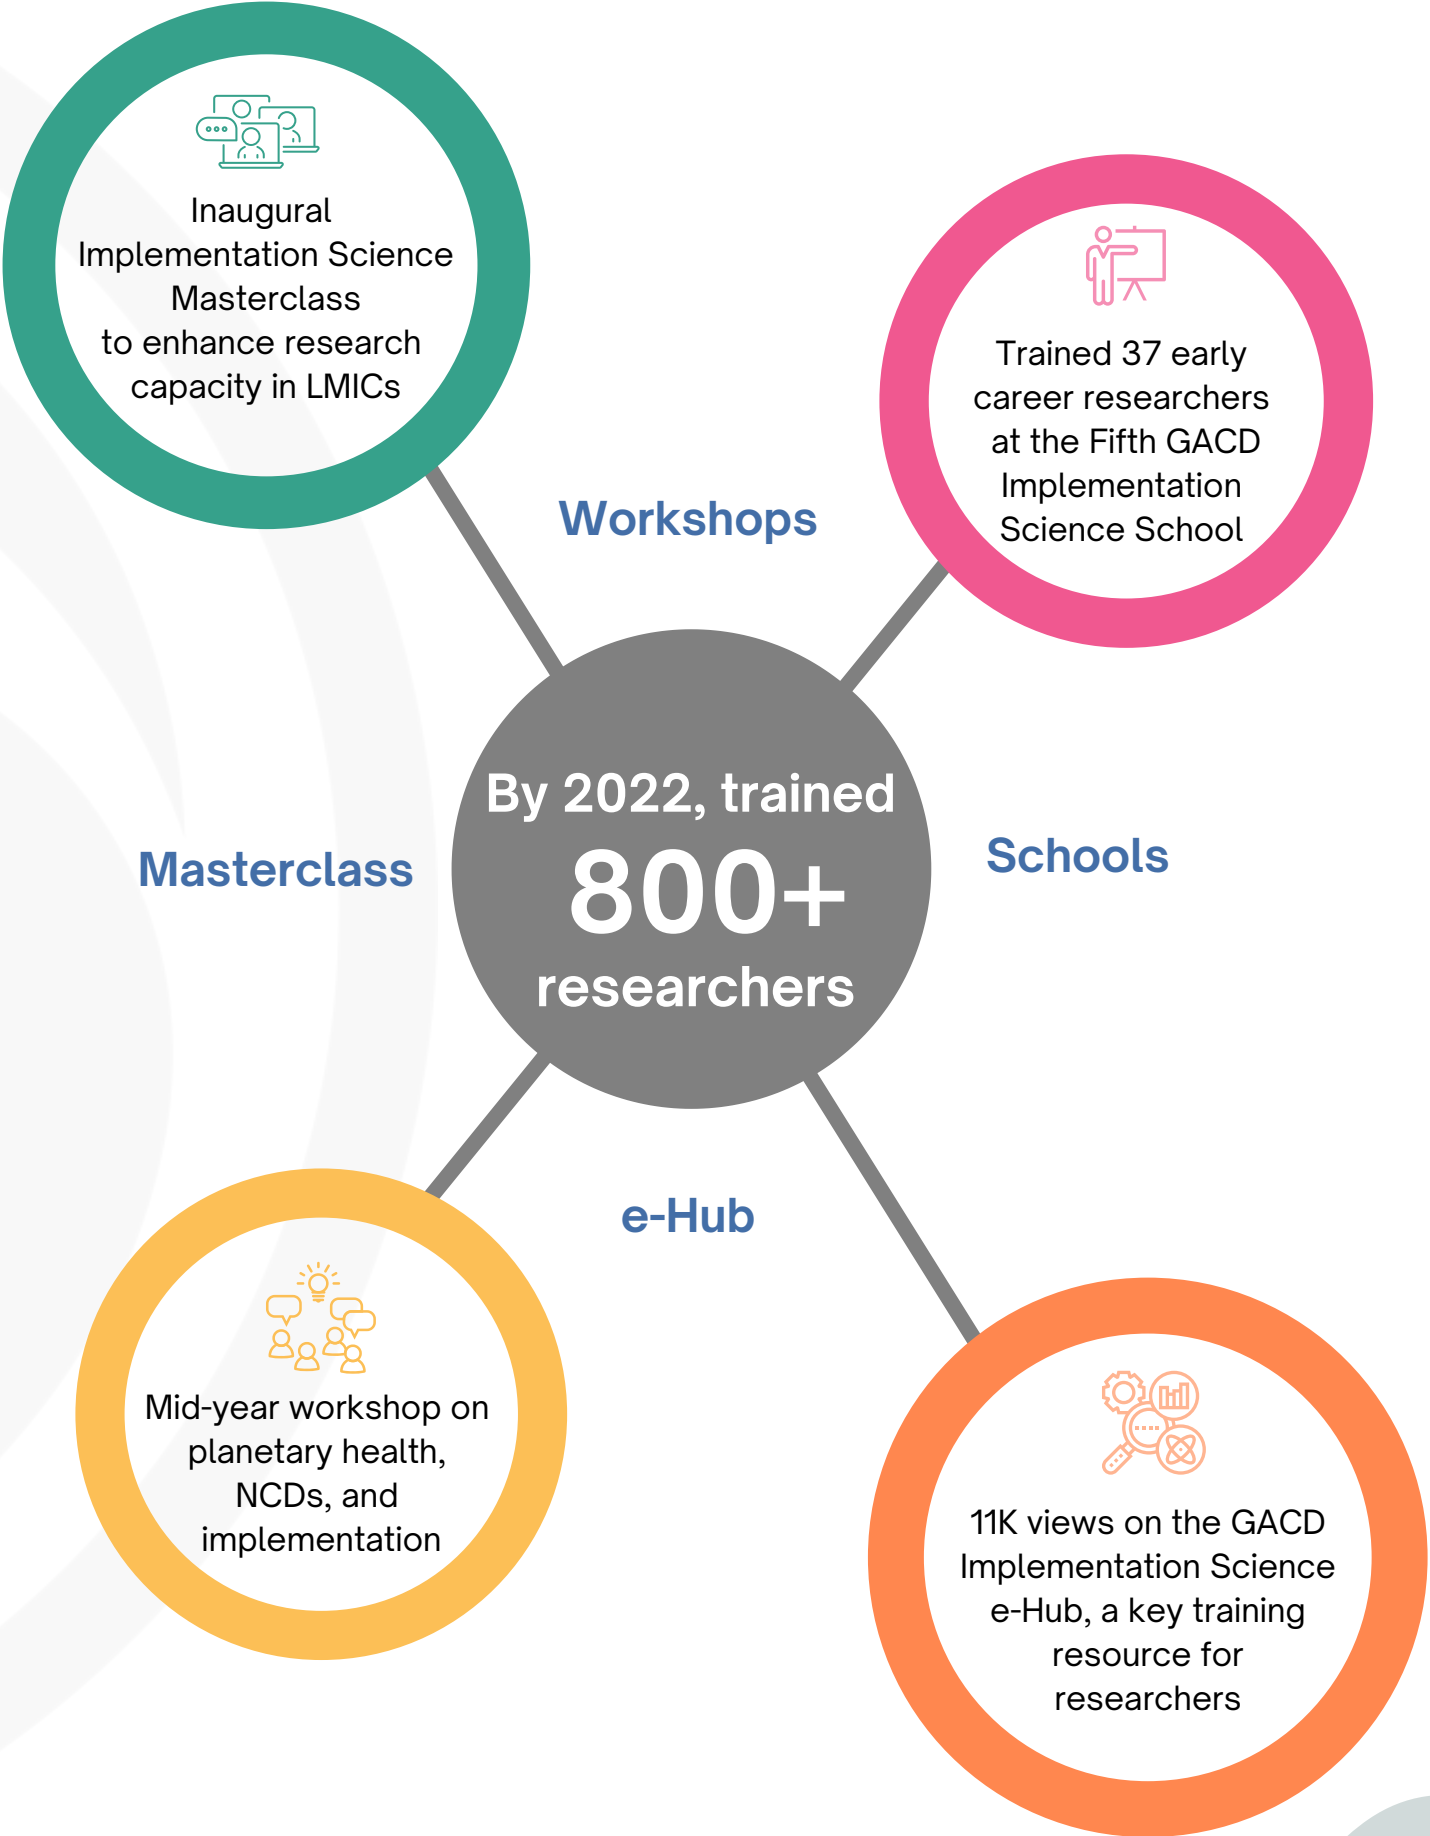 Inaugural
Implementation Science
Masterclass
to enhance research
capacity in LMICs
Trained 37 early
career researchers
at the Fifth GACD
Implementation
Science School
Workshops
By 2022, trained
800+
researchers
Masterclass
Schools
e-Hub
Mid-year workshop on
planetary health,
NCDs, and
implementation
11K views on the GACD
Implementation Science
e-Hub, a key training
resource for
researchers